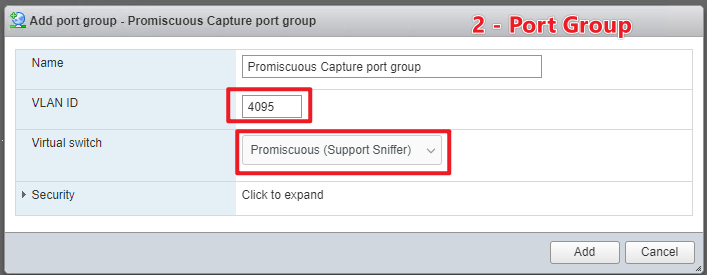 Add port group - Promiscuous Capture port group
2 - Port Group
Name
Promiscuous Capture port group
VLAN ID
4095
Virtual switch
Promiscuous (Support Sniffer)
Security
Click to expand
Add
Cancel